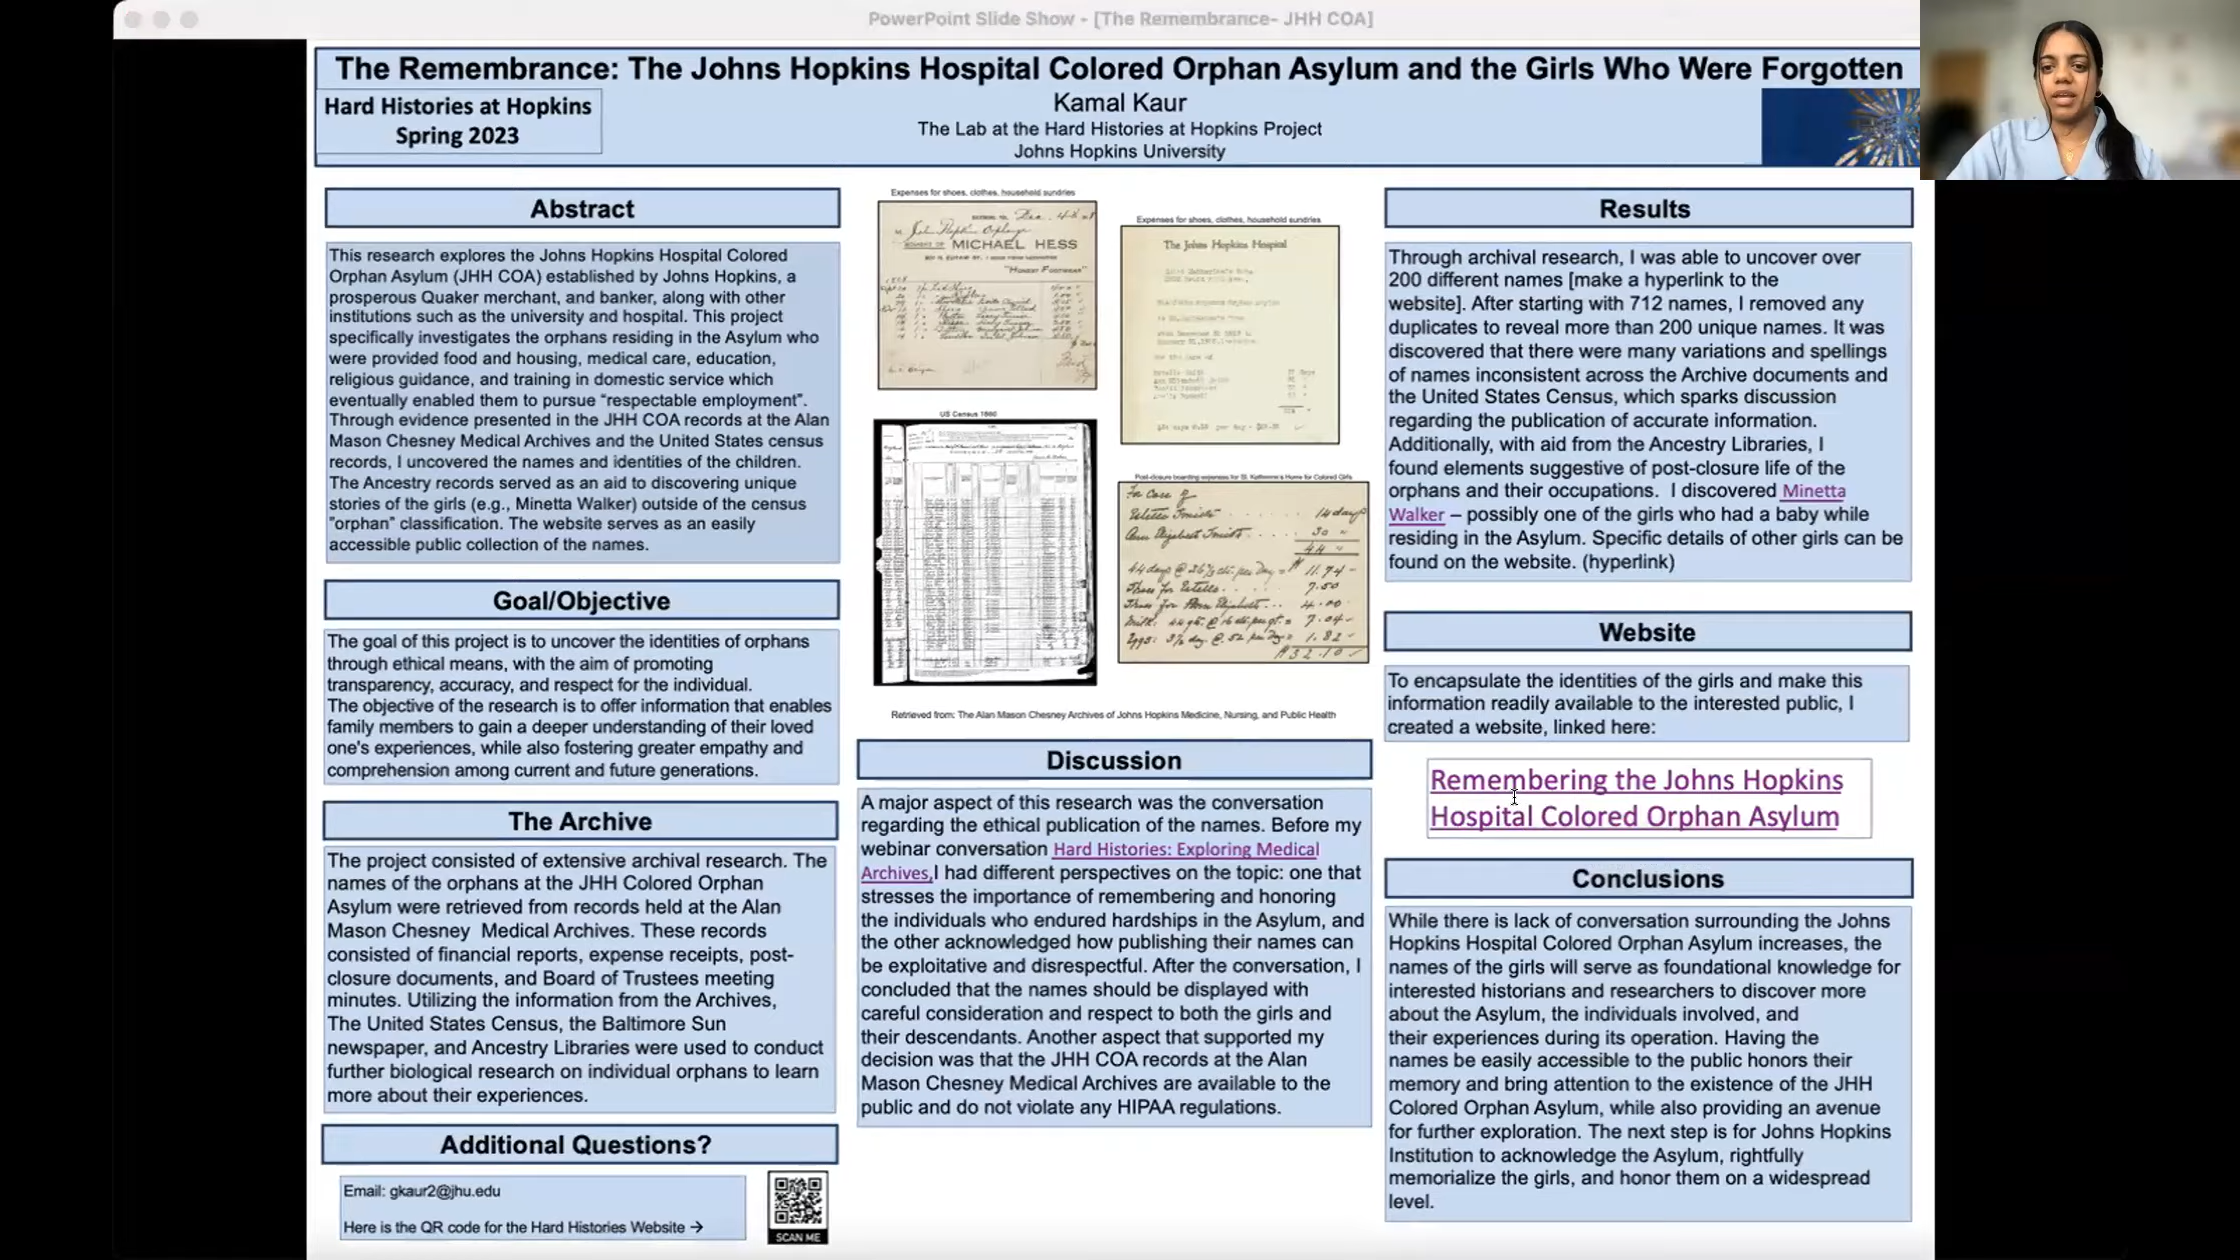 PowerPoint Slide Show - [The Remembrance- JHH COA]
The Remembrance: The Johns Hopkins Hospital Colored Orphan Asylum and the Girls Who Were Forgotten
Hard Histories at Hopkins
Spring 2023
Kamal Kaur
The Lab at the Hard Histories at Hopkins Project
Johns Hopkins University
Abstract
This research explores the Johns Hopkins Hospital Colored
Orphan Asylum (JHH COA) established by Johns Hopkins, a
prosperous Quaker merchant, and banker, along with other
institutions such as the university and hospital. This project
specifically investigates the orphans residing in the Asylum who
were provided food and housing, medical care, education,
religious guidance, and training in domestic service which
eventually enabled them to pursue “respectable employment”.
Through evidence presented in the JHH COA records at the Alan
Mason Chesney Medical Archives and the United States census
records, I uncovered the names and identities of the children.
The Ancestry records served as an aid to discovering unique
stories of the girls (e.g., Minetta Walker) outside of the census
"orphan” classification. The website serves as an easily
accessible public collection of the names.
Goal/Objective
The goal of this project is to uncover the identities of orphans
through ethical means, with the aim of promoting
transparency, accuracy, and respect for the individual.
The objective of the research is to offer information that enables
family members to gain a deeper understanding of their loved
one's experiences, while also fostering greater empathy and
comprehension among current and future generations.
The Archive
The project consisted of extensive archival research. The
names of the orphans at the JHH Colored Orphan
Asylum were retrieved from records held at the Alan
Mason Chesney Medical Archives. These records
consisted of financial reports, expense receipts, post-
closure documents, and Board of Trustees meeting
minutes. Utilizing the information from the Archives,
The United States Census, the Baltimore Sun
newspaper, and Ancestry Libraries were used to conduct
further biological research on individual orphans to learn
more about their experiences.
Additional Questions?
Email: gkaur2@jhu.edu
Here is the QR code for the Hard Histories Website →
SCAN ME
Expenses for shoes, clothes, household sundries
MICHAEL HESS
"HONEST FOOTWEAR"
Expenses for shoes, clothes, household sundries
The Johns Hopkins Hospital
US Census 1880
Post-closure boarding expenses for St. Katherine's Home for Colored Girls
In Care of
14 days
30 "
44 "
11.74
7.50
4.00
7.04
1.82
$32.10
Retrieved from: The Alan Mason Chesney Archives of Johns Hopkins Medicine, Nursing, and Public Health
Discussion
A major aspect of this research was the conversation
regarding the ethical publication of the names. Before my
webinar conversation Hard Histories: Exploring Medical
Archives,I had different perspectives on the topic: one that
stresses the importance of remembering and honoring
the individuals who endured hardships in the Asylum, and
the other acknowledged how publishing their names can
be exploitative and disrespectful. After the conversation, I
concluded that the names should be displayed with
careful consideration and respect to both the girls and
their descendants. Another aspect that supported my
decision was that the JHH COA records at the Alan
Mason Chesney Medical Archives are available to the
public and do not violate any HIPAA regulations.
Results
Through archival research, I was able to uncover over
200 different names [make a hyperlink to the
website]. After starting with 712 names, I removed any
duplicates to reveal more than 200 unique names. It was
discovered that there were many variations and spellings
of names inconsistent across the Archive documents and
the United States Census, which sparks discussion
regarding the publication of accurate information.
Additionally, with aid from the Ancestry Libraries, I
found elements suggestive of post-closure life of the
orphans and their occupations. I discovered Minetta
Walker – possibly one of the girls who had a baby while
residing in the Asylum. Specific details of other girls can be
found on the website. (hyperlink)
Website
To encapsulate the identities of the girls and make this
information readily available to the interested public, I
created a website, linked here:
Remembering the Johns Hopkins
Hospital Colored Orphan Asylum
Conclusions
While there is lack of conversation surrounding the Johns
Hopkins Hospital Colored Orphan Asylum increases, the
names of the girls will serve as foundational knowledge for
interested historians and researchers to discover more
about the Asylum, the individuals involved, and
their experiences during its operation. Having the
names be easily accessible to the public honors their
memory and bring attention to the existence of the JHH
Colored Orphan Asylum, while also providing an avenue
for further exploration. The next step is for Johns Hopkins
Institution to acknowledge the Asylum, rightfully
memorialize the girls, and honor them on a widespread
level.